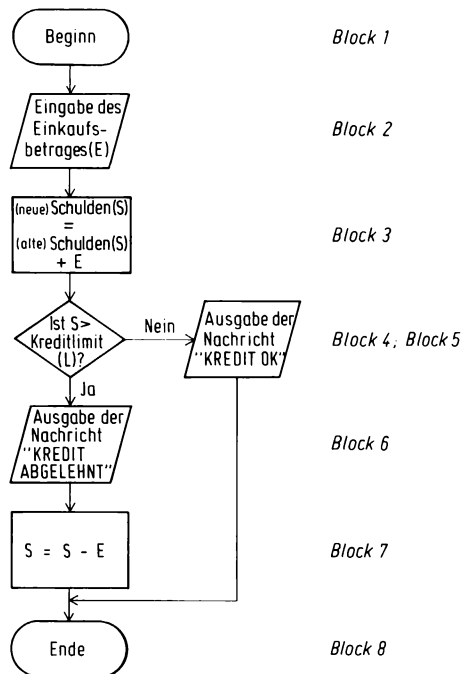 Beginn
Block 1
Eingabe des
Einkaufs-
betrages(E)
Block 2
(neue) Schulden(S)
=
(alte) Schulden(S)
+ E
Block 3
Ist S>
Kreditlimit
(L)?
Nein
Ausgabe der
Nachricht
"KREDIT OK"
Block 4; Block 5
Ja
Ausgabe der
Nachricht
"KREDIT
ABGELEHNT"
Block 6
S = S - E
Block 7
Ende
Block 8